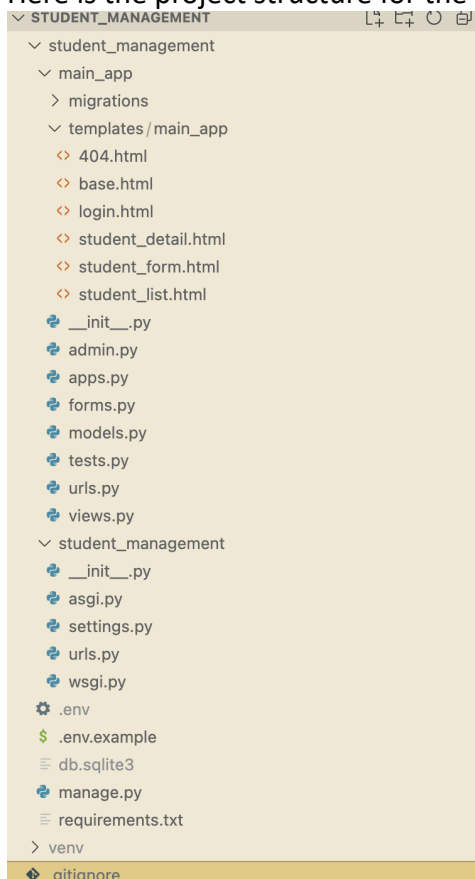 Here is the project structure for the
STUDENT_MANAGEMENT
student_management
main_app
migrations
templates/main_app
404.html
base.html
login.html
student_detail.html
student_form.html
student_list.html
__init__.py
admin.py
apps.py
forms.py
models.py
tests.py
urls.py
views.py
student_management
__init__.py
asgi.py
settings.py
urls.py
wsgi.py
.env
$ .env.example
db.sqlite3
manage.py
requirements.txt
venv
.gitignore